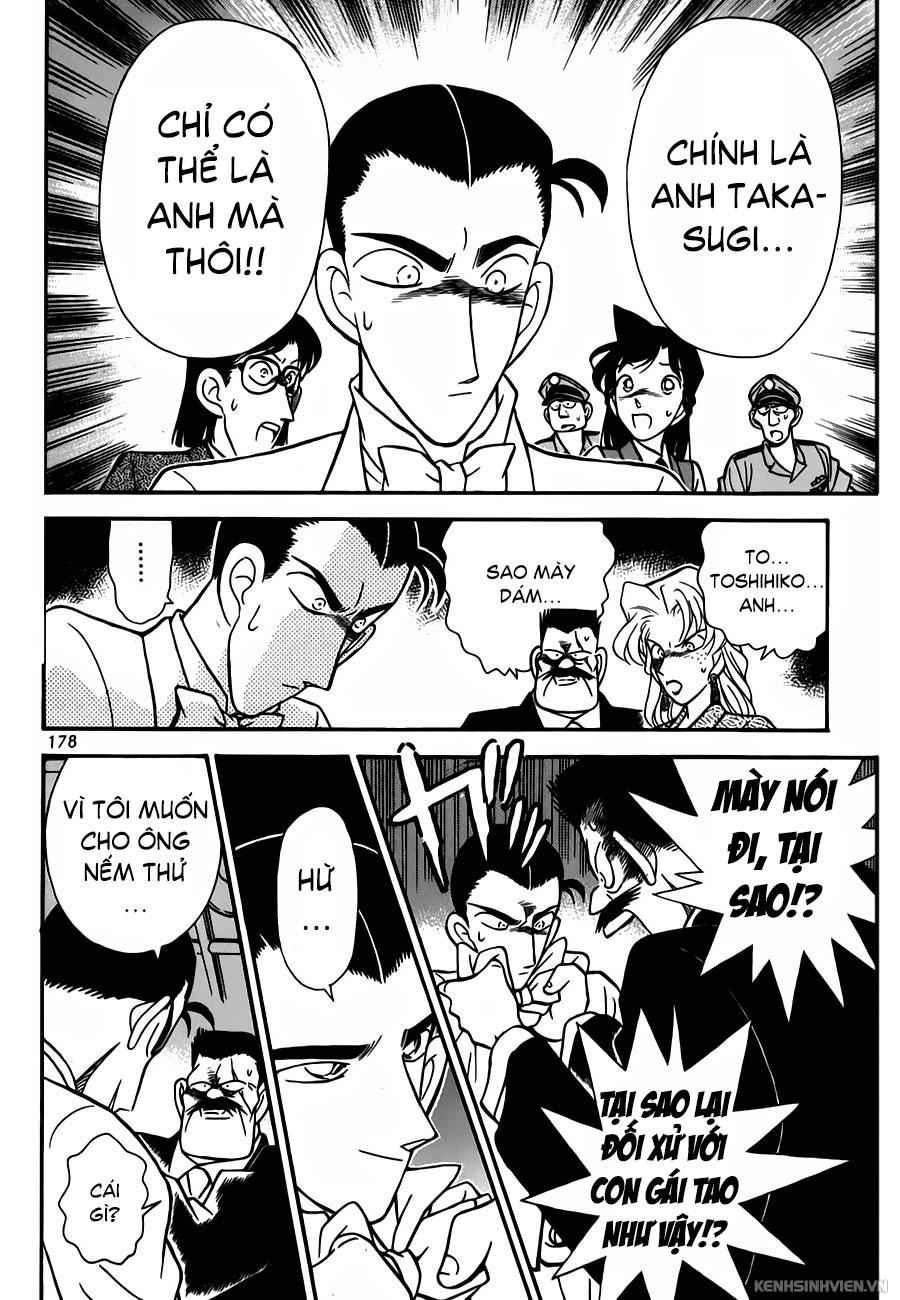 CHÍNH LÀ
ANH TAKA-
SUGI...
CHỈ CÓ
THỂ LÀ
ANH MÀ
THÔI!!
TO...
TOSHIHIKO...
ANH...
SAO MÀY
DÁM...
......
178
MÀY NÓI
ĐI, TẠI
SAO!?
TẠI SAO LẠI
ĐỐI XỬ VỚI
CON GÁI TAO
NHƯ VẬY!?
HỪ
...
VÌ TÔI MUỐN
CHO ÔNG
NẾM THỬ
...
CÁI
GÌ?
KENHSINHVIEN.VN